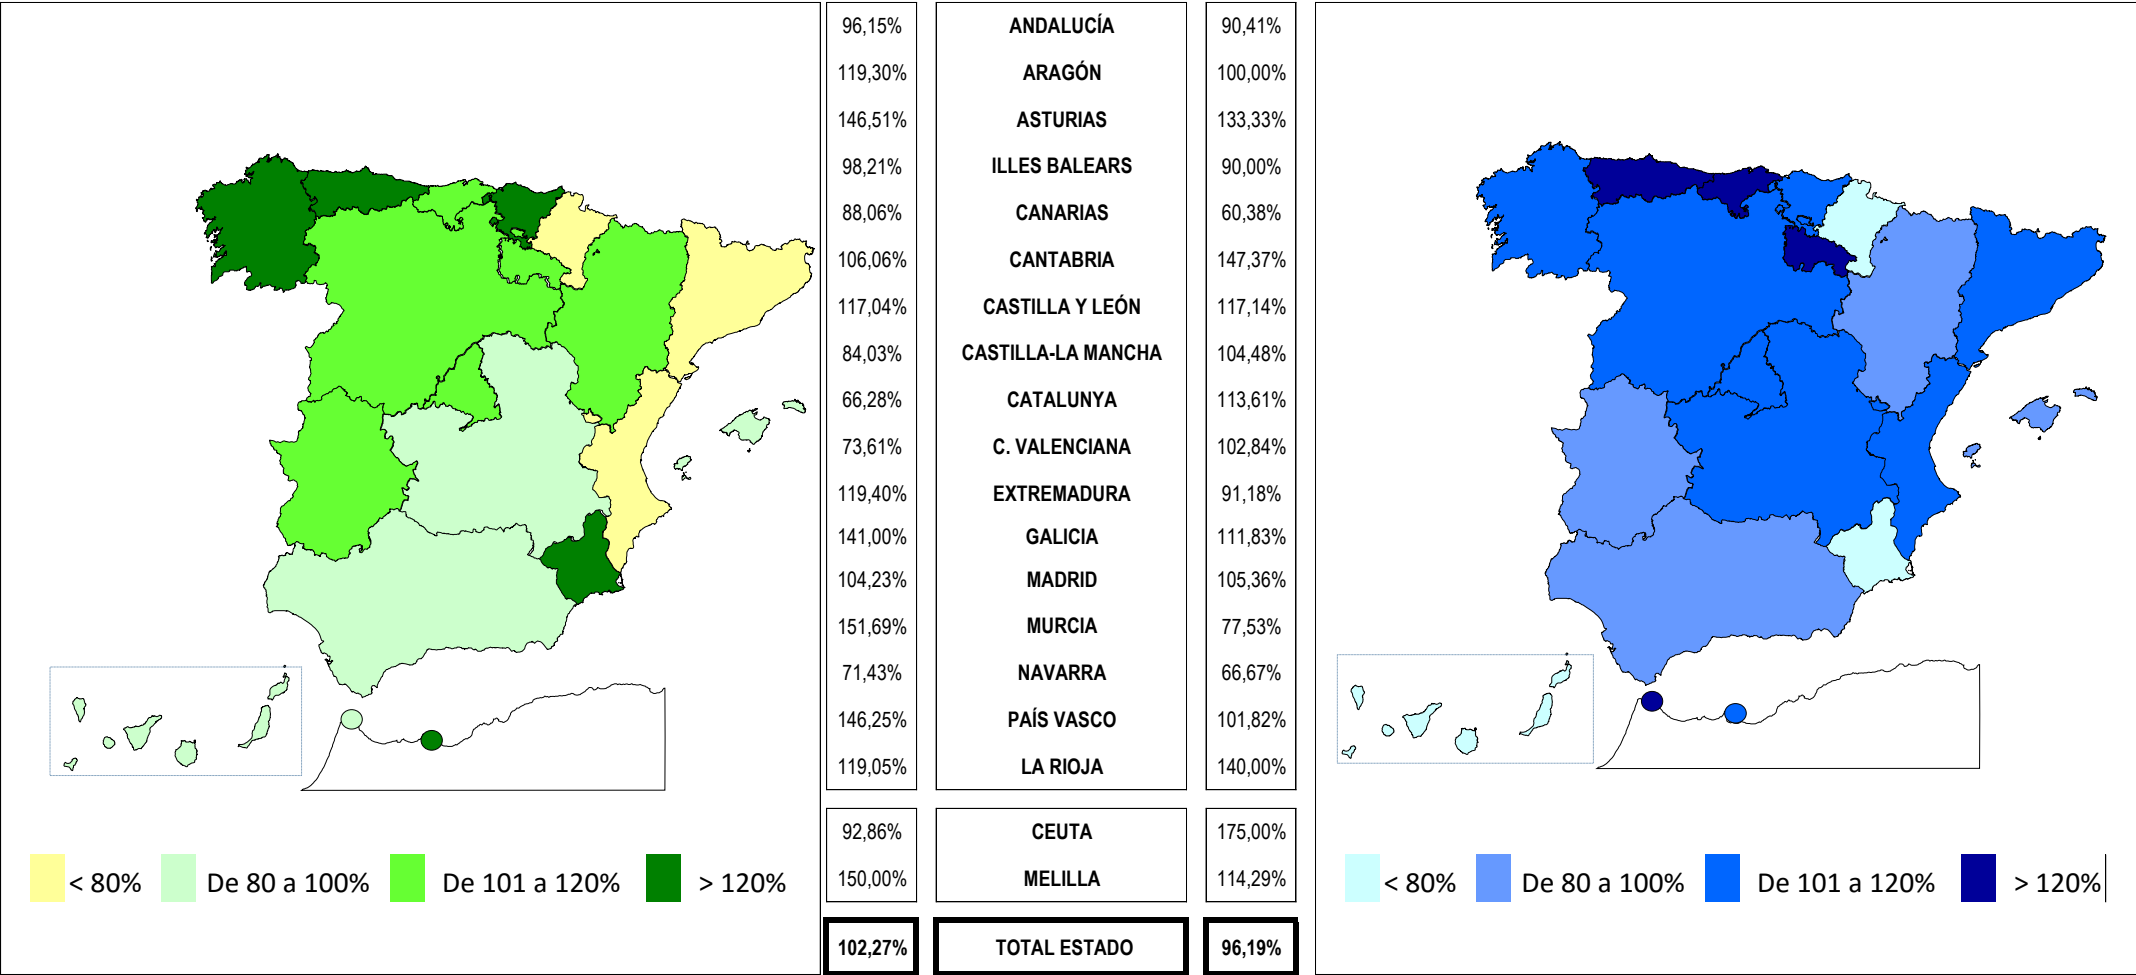 96,15% ANDALUCÍA 90,41%
119,30% ARAGÓN 100,00%
146,51% ASTURIAS 133,33%
98,21% ILLES BALEARS 90,00%
88,06% CANARIAS 60,38%
106,06% CANTABRIA 147,37%
117,04% CASTILLA Y LEÓN 117,14%
84,03% CASTILLA-LA MANCHA 104,48%
66,28% CATALUNYA 113,61%
73,61% C. VALENCIANA 102,84%
119,40% EXTREMADURA 91,18%
141,00% GALICIA 111,83%
104,23% MADRID 105,36%
151,69% MURCIA 77,53%
71,43% NAVARRA 66,67%
146,25% PAÍS VASCO 101,82%
119,05% LA RIOJA 140,00%
92,86% CEUTA 175,00%
150,00% MELILLA 114,29%
102,27% TOTAL ESTADO 96,19%
< 80% De 80 a 100% De 101 a 120% > 120%
< 80% De 80 a 100% De 101 a 120% > 120%